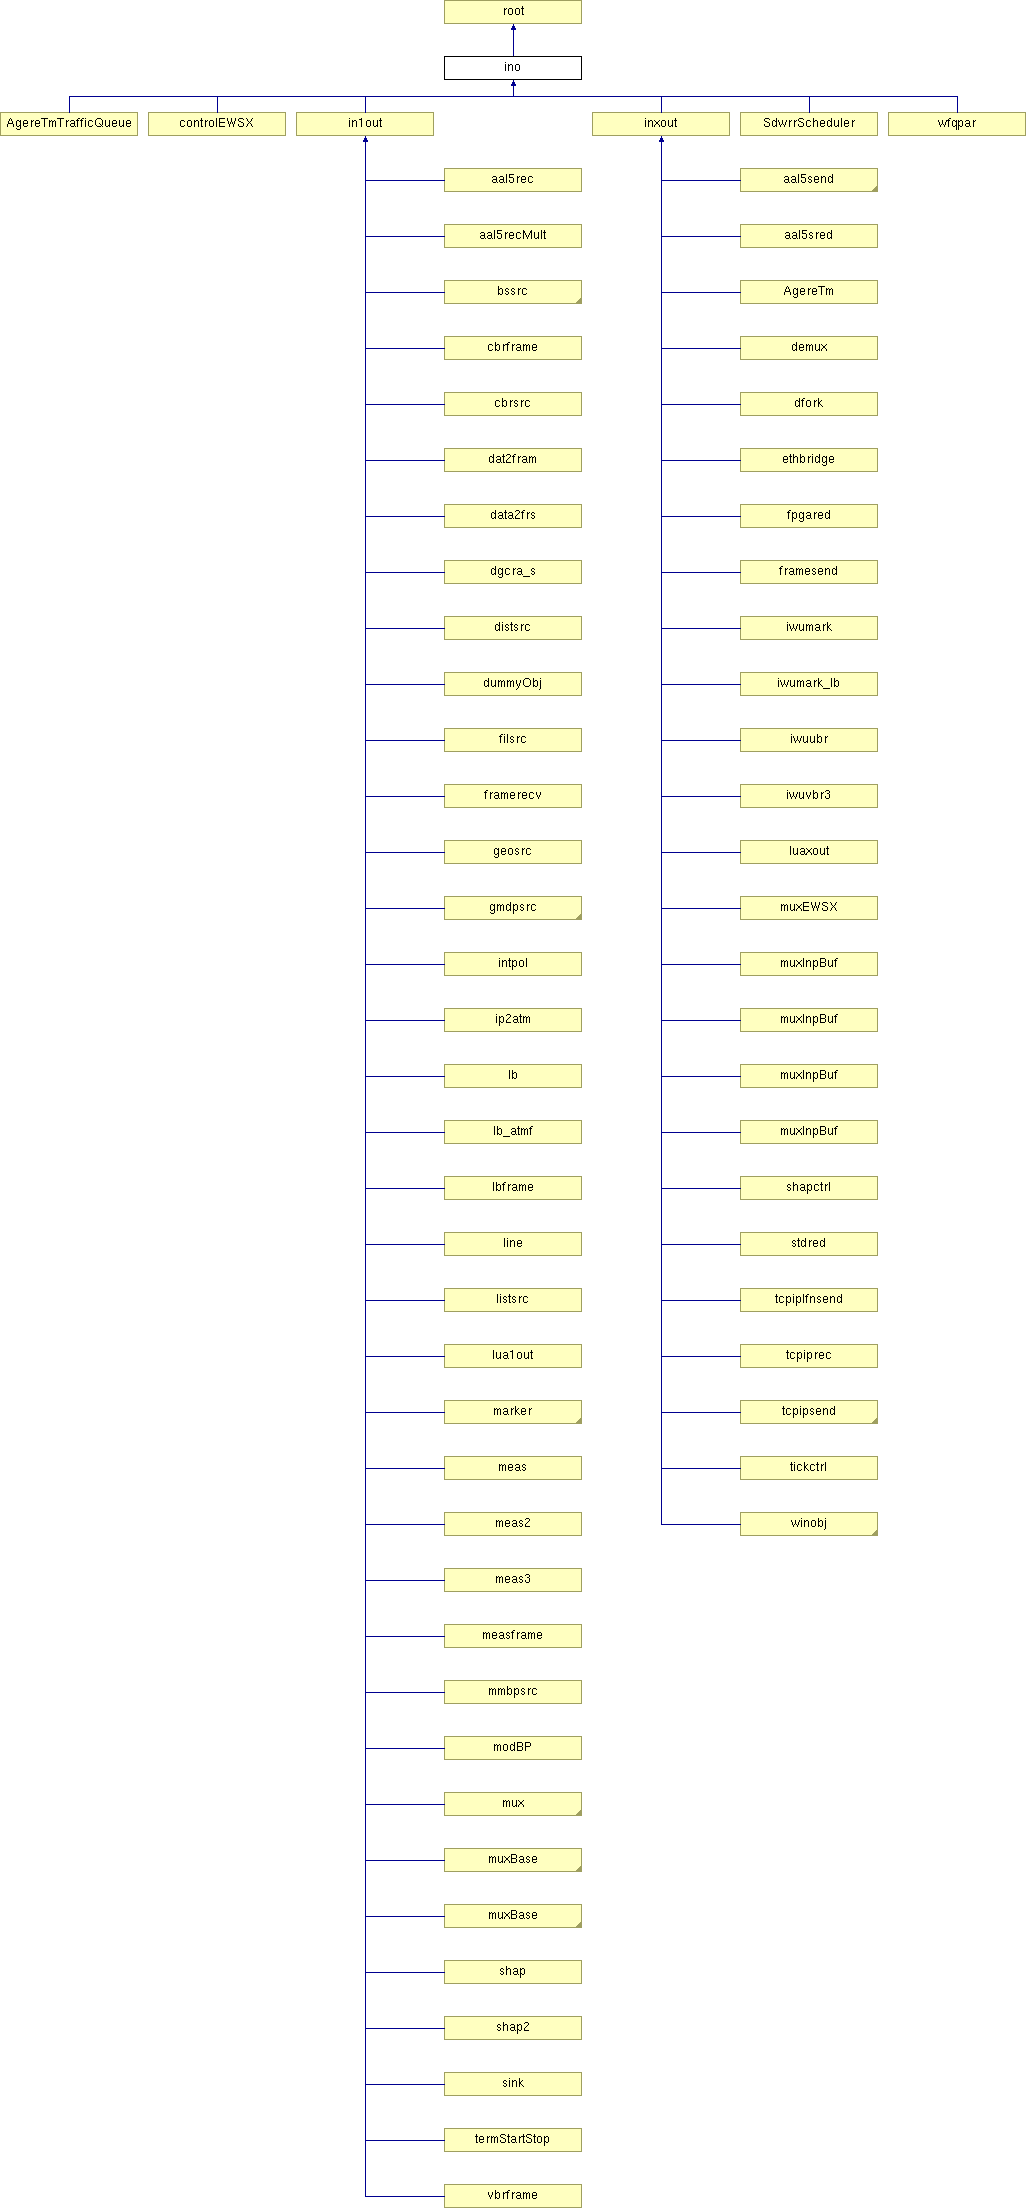 root
ino
AgereTmTrafficQueue
controlEWSX
in1out
inxout
SdwrrScheduler
wfqpar
aal5rec
aal5recMult
bssrc
cbrframe
cbrsrc
dat2fram
data2frs
dgcra_s
distsrc
dummyObj
filsrc
framerecv
geosrc
gmdpsrc
intpol
ip2atm
lb
lb_atmf
lbframe
line
listsrc
lua1out
marker
meas
meas2
meas3
measframe
mmbpsrc
modBP
mux
muxBase
muxBase
shap
shap2
sink
termStartStop
vbrframe
aal5send
aal5sred
AgereTm
demux
dfork
ethbridge
fpgared
framesend
iwumark
iwumark_lb
iwuubr
iwuvbr3
luaxout
muxEWSX
muxInpBuf
muxInpBuf
muxInpBuf
muxInpBuf
shapctrl
stdred
tcpiplfnsend
tcpiprec
tcpipsend
tickctrl
winobj